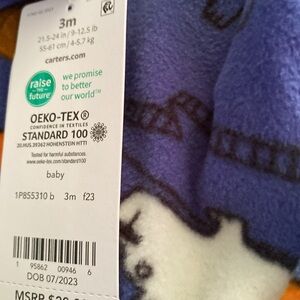 3m
21.5-24 in / 9-12.5 lb
55-61 cm / 4-5.7 kg
carters.com
raise
the
future
we promise
to better
our world™
OEKO-TEX®
CONFIDENCE IN TEXTILES
STANDARD 100
20.HUS.39262 HOHENSTEIN HTTI
Tested for harmful substances.
www.oeko-tex.com/standard100
baby
1P855310 b 3m f23
1 95862 00946 6
DOB 07/2023
MSRP